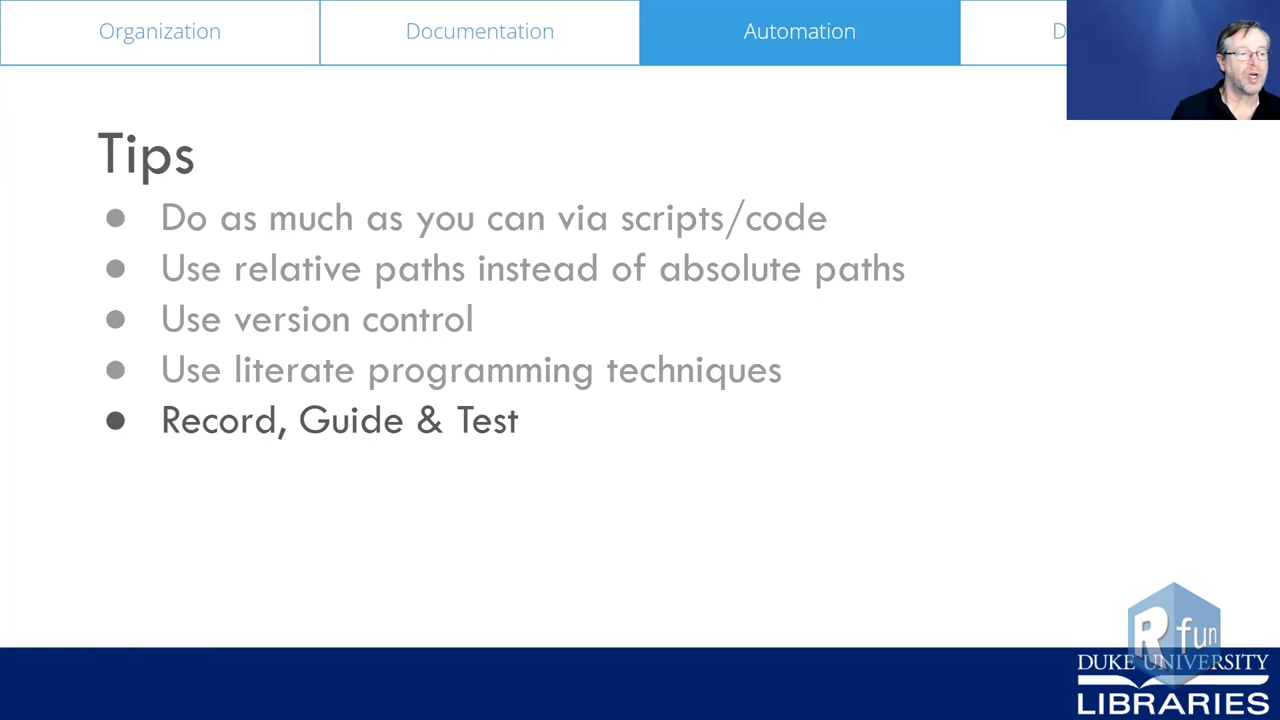 Organization
Documentation
Automation
D
Tips
● Do as much as you can via scripts/code
● Use relative paths instead of absolute paths
● Use version control
● Use literate programming techniques
● Record, Guide & Test
R fun
DUKE UNIVERSITY
LIBRARIES